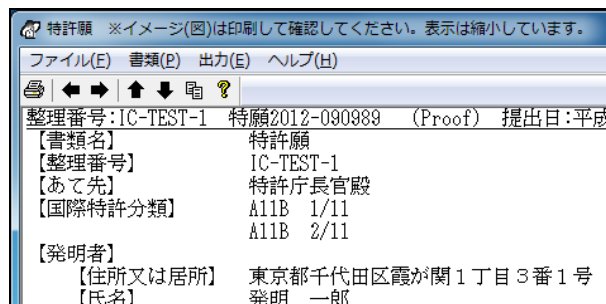 特許願 ※イメージ(図)は印刷して確認してください。表示は縮小しています。
ファイル(F) 書類(P) 出力(E) ヘルプ(H)
整理番号:IC-TEST-1 特願2012-090989 (Proof) 提出日:平成
【書類名】 特許願
【整理番号】 IC-TEST-1
【あて先】 特許庁長官殿
【国際特許分類】 A11B 1/11
A11B 2/11
【発明者】
【住所又は居所】 東京都千代田区霞が関1丁目3番1号
【氏名】 発明 一郎